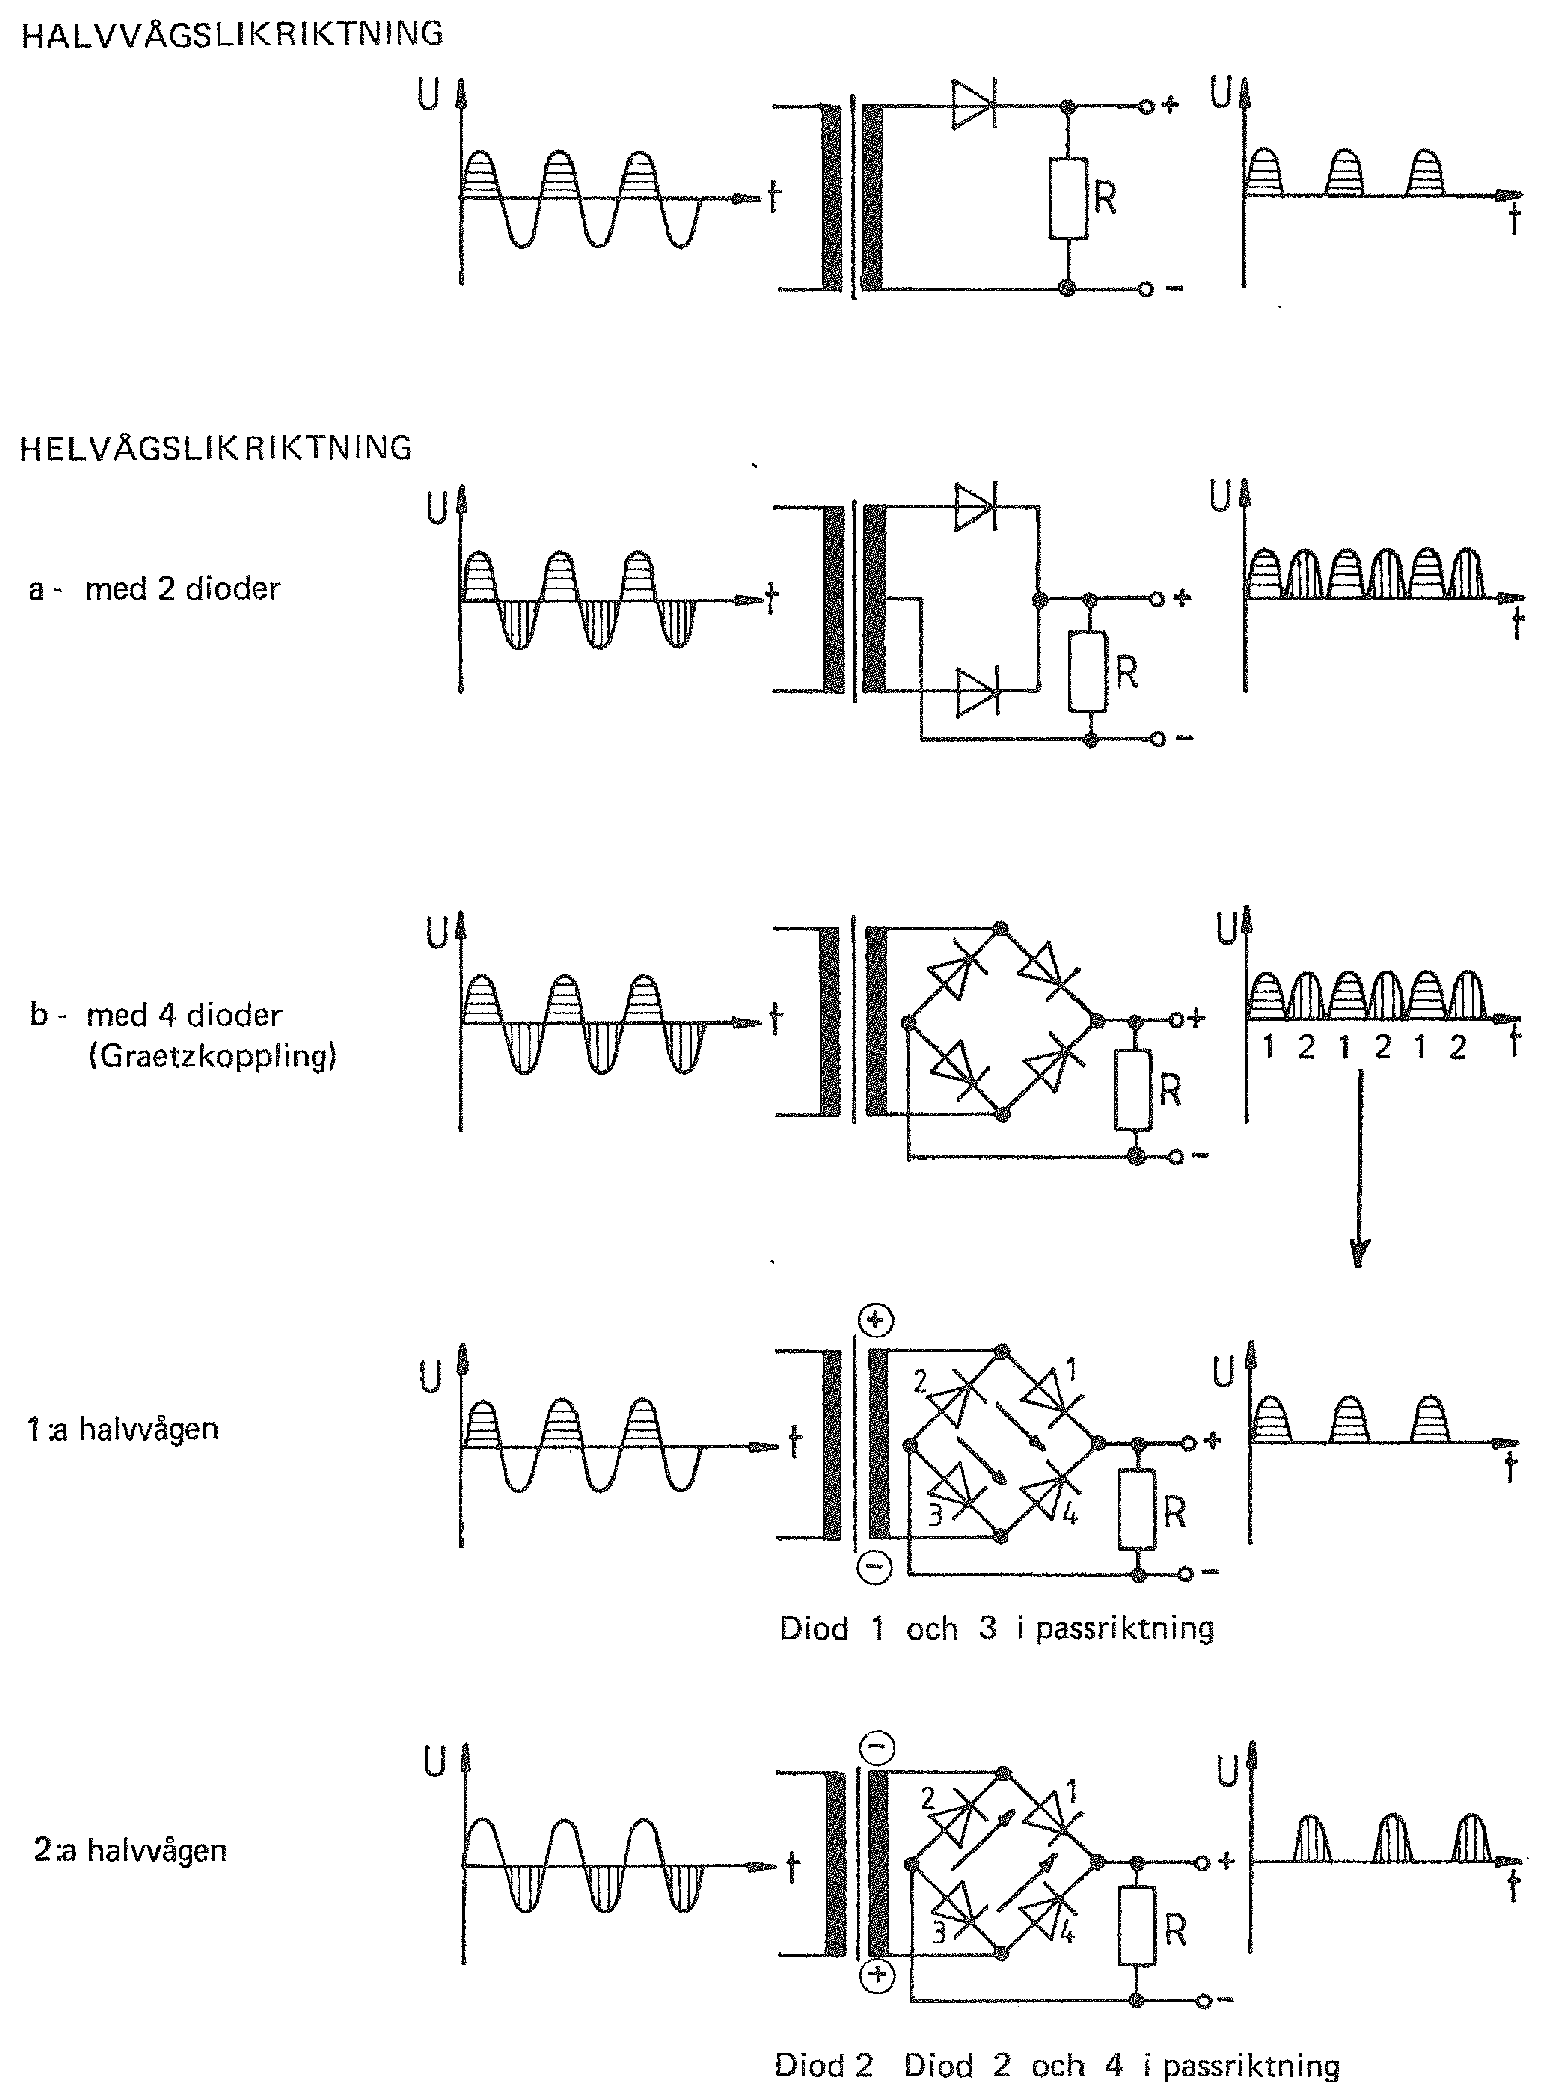 HALVVÅGSLIKRIKTNING
U
t
+
R
-
U
t
HELVÅGSLIKRIKTNING
a - med 2 dioder
U
t
+
R
-
U
t
b - med 4 dioder
(Graetzkoppling)
U
t
+
R
-
U
1 2 1 2 1 2 t
1:a halvvågen
U
t
+
2 1
3 4
-
+
R
-
U
t
Diod 1 och 3 i passriktning
2:a halvvågen
U
t
-
2 1
3 4
+
+
R
-
U
t
Diod 2 Diod 2 och 4 i passriktning